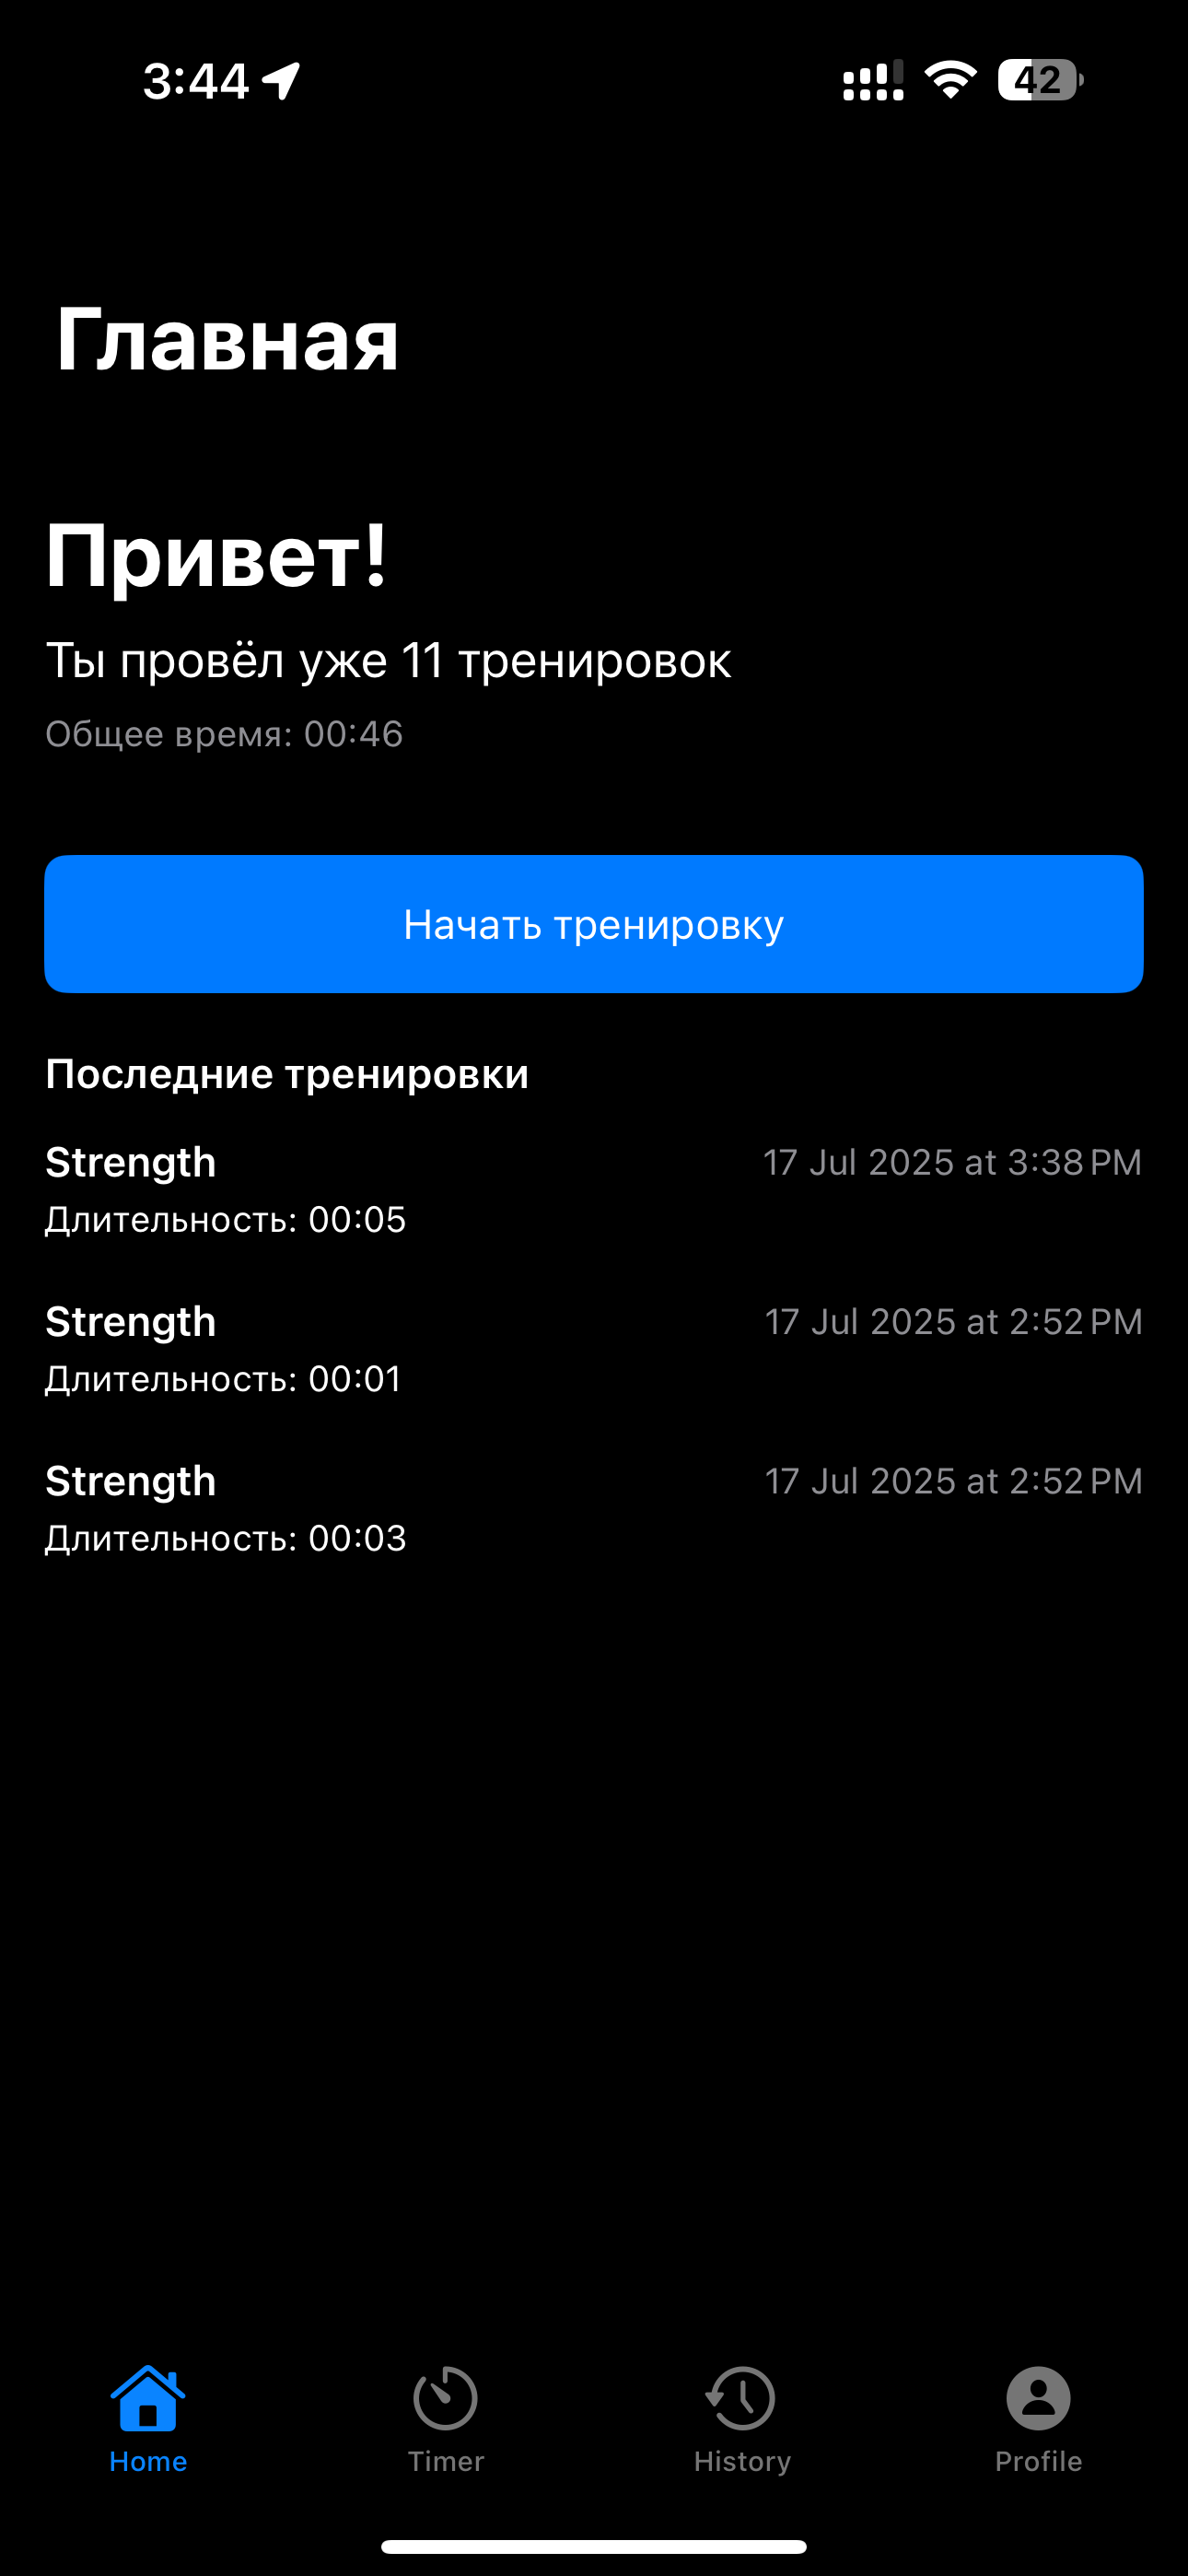 3:44
42
Главная
Привет!
Ты провёл уже 11 тренировок
Общее время: 00:46
Начать тренировку
Последние тренировки
Strength 17 Jul 2025 at 3:38 PM
Длительность: 00:05
Strength 17 Jul 2025 at 2:52 PM
Длительность: 00:01
Strength 17 Jul 2025 at 2:52 PM
Длительность: 00:03
Home Timer History Profile